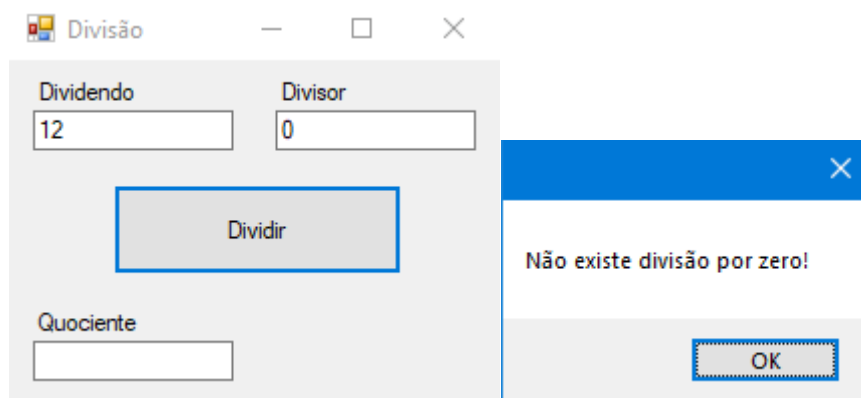 Divisão
Dividendo Divisor
12 0
Dividir
Quociente
Não existe divisão por zero!
OK